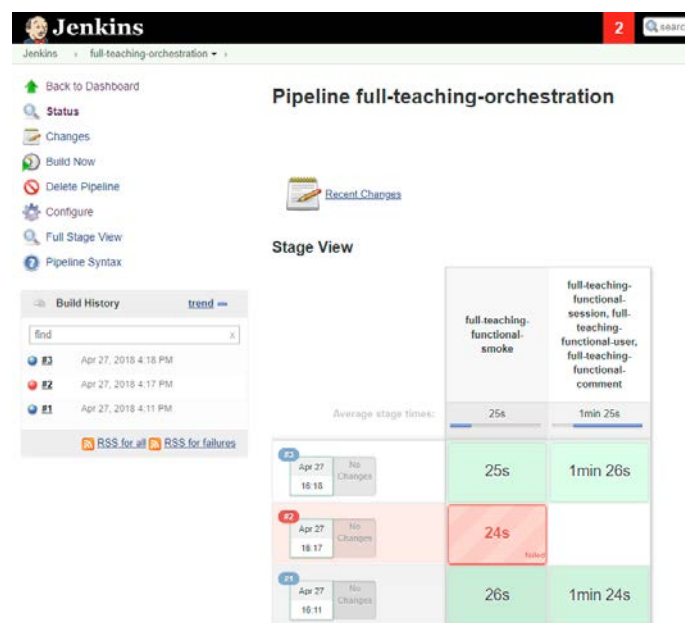 Jenkins
2
search
Jenkins
full-teaching-orchestration
Back to Dashboard
Status
Changes
Build Now
Delete Pipeline
Configure
Full Stage View
Pipeline Syntax
Build History
trend
find
x
#3 Apr 27, 2018 4:18 PM
#2 Apr 27, 2018 4:17 PM
#1 Apr 27, 2018 4:11 PM
RSS for all RSS for failures
Pipeline full-teaching-orchestration
Recent Changes
Stage View
full-teaching-
functional-
smoke
full-teaching-
functional-
session, full-
teaching-
functional-user,
full-teaching-
functional-
comment
Average stage times:
25s
1min 25s
#3
Apr 27
16:18
No
Changes
25s
1min 26s
#2
Apr 27
16:17
No
Changes
24s
failed
#1
Apr 27
16:11
No
Changes
26s
1min 24s